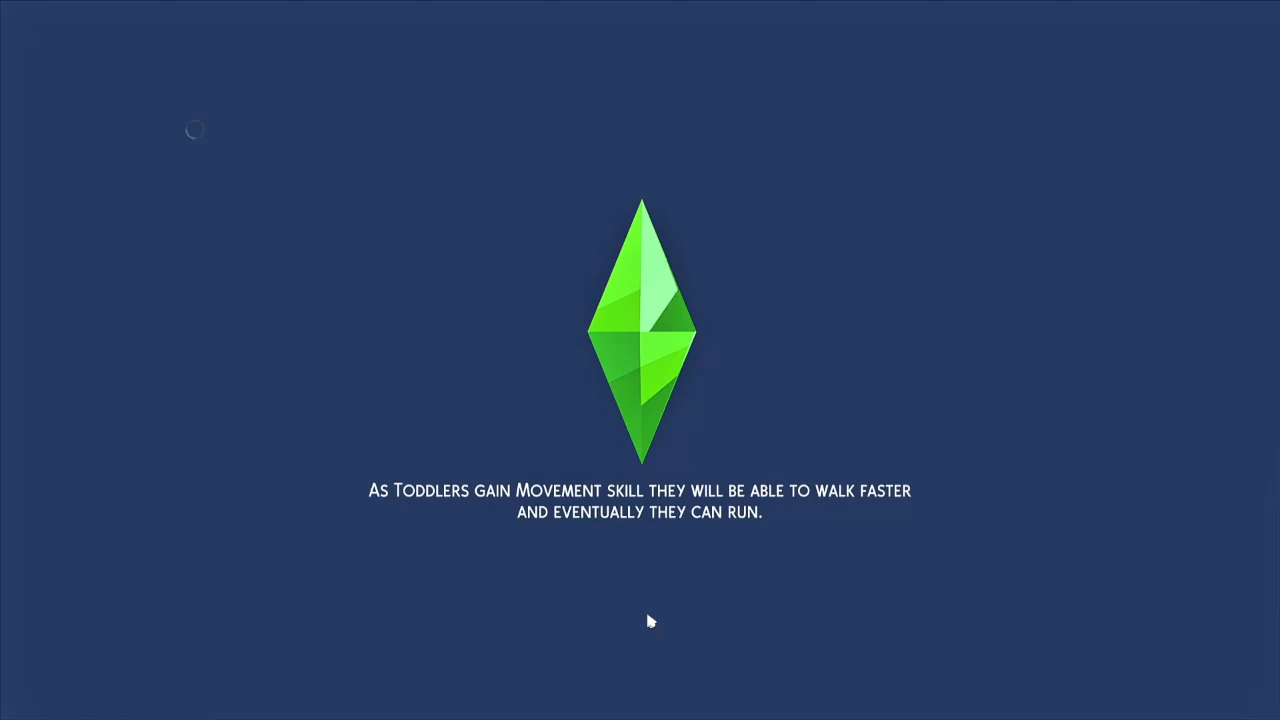 As Toddlers gain Movement skill they will be able to walk faster
and eventually they can run.